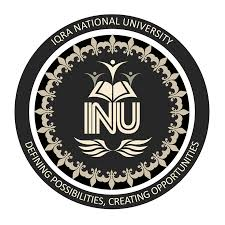 IQRA NATIONAL UNIVERSITY
INU
DEFINING POSSIBILITIES, CREATING OPPORTUNITIES